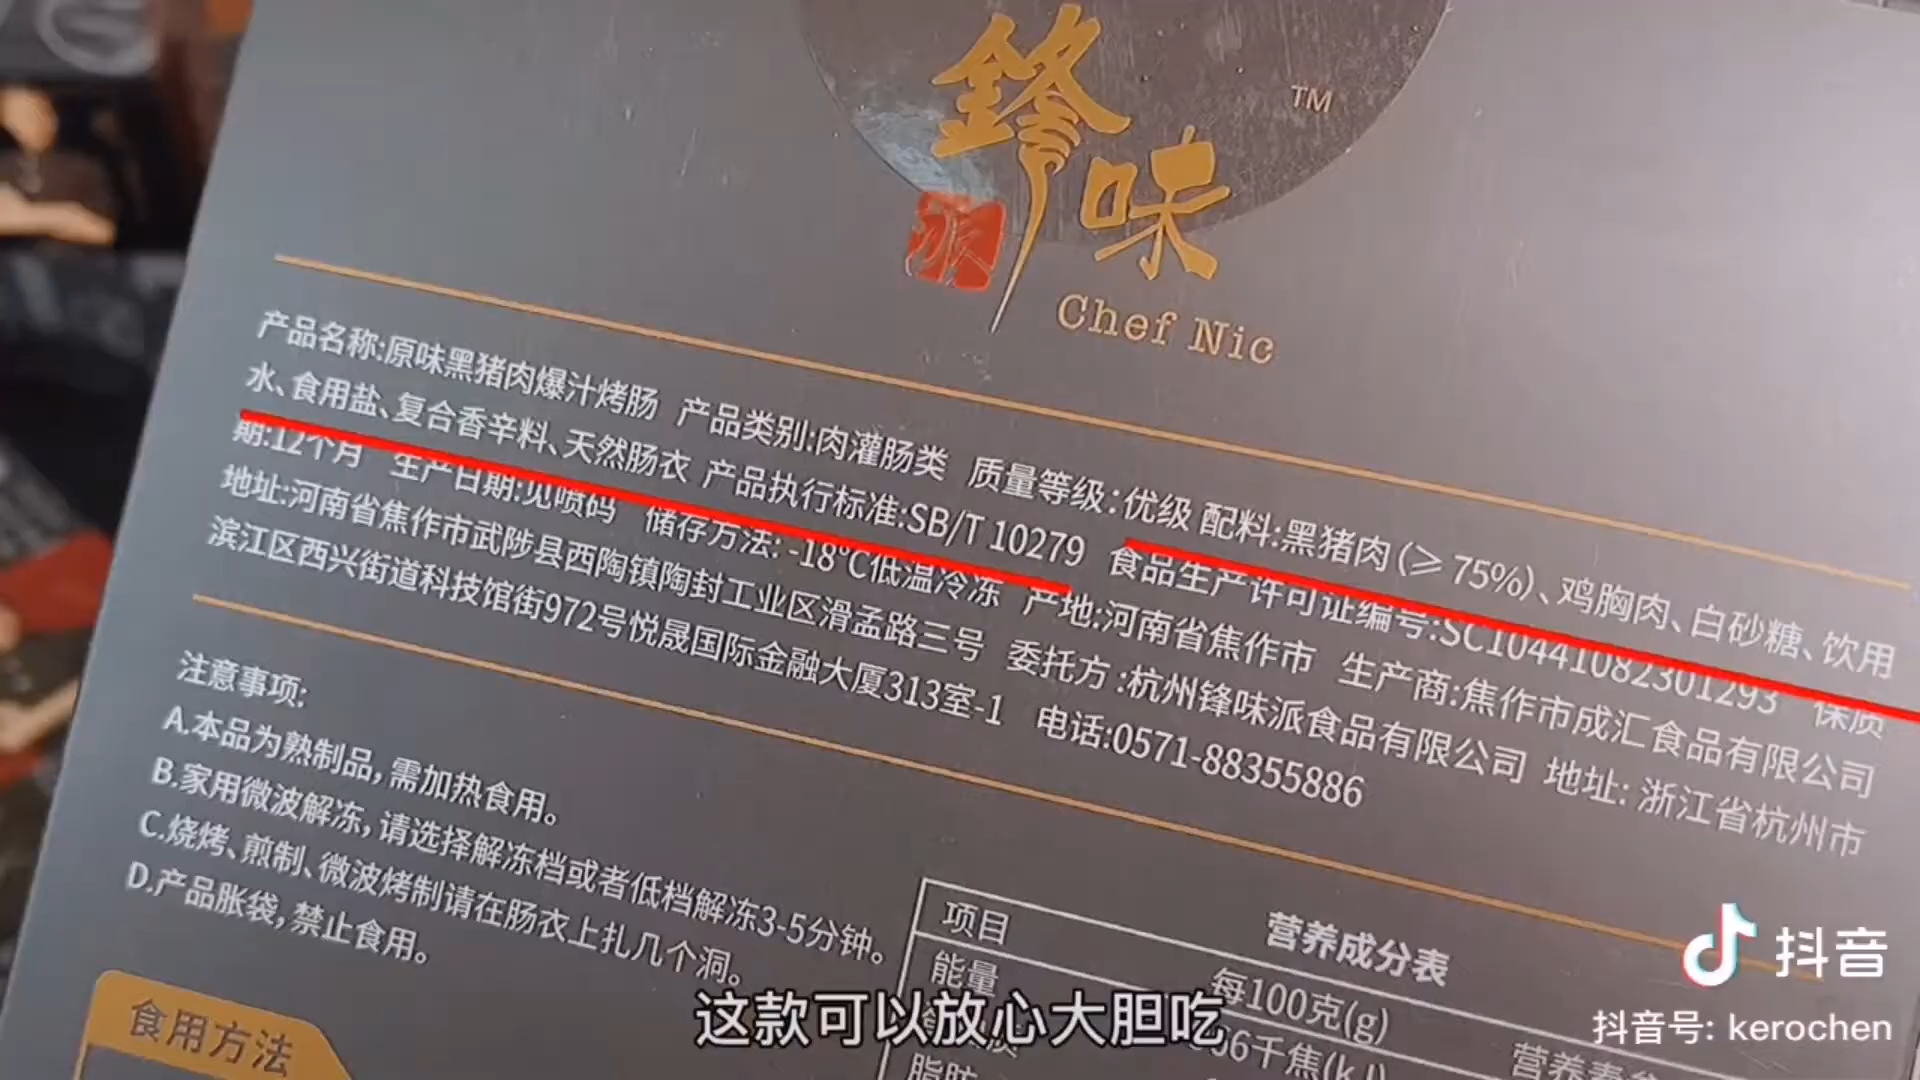 鋒味
TM
Chef Nic
产品名称:原味黑猪肉爆汁烤肠 产品类别:肉灌肠类 质量等级:优级 配料:黑猪肉(≥75%)、鸡胸肉、白砂糖、饮用
水、食用盐、复合香辛料、天然肠衣 产品执行标准:SB/T 10279 食品生产许可证编号:SC10441082301293 保质
期:12个月 生产日期:见喷码 储存方法:-18℃低温冷冻 产地:河南省焦作市 生产商:焦作市成汇食品有限公司
地址:河南省焦作市武陟县西陶镇陶封工业区滑孟路三号 委托方:杭州锋味派食品有限公司 地址:浙江省杭州市
滨江区西兴街道科技馆街972号悦晟国际金融大厦313室-1 电话:0571-88355886
注意事项:
A.本品为熟制品,需加热食用。
B.家用微波解冻,请选择解冻档或者低档解冻3-5分钟。
C.烧烤、煎制、微波烤制请在肠衣上扎几个洞。
D.产品胀袋,禁止食用。
食用方法
营养成分表
项目 每100克(g)
能量 66千焦(kJ)
脂肪
这款可以放心大胆吃
抖音
抖音号: kerochen